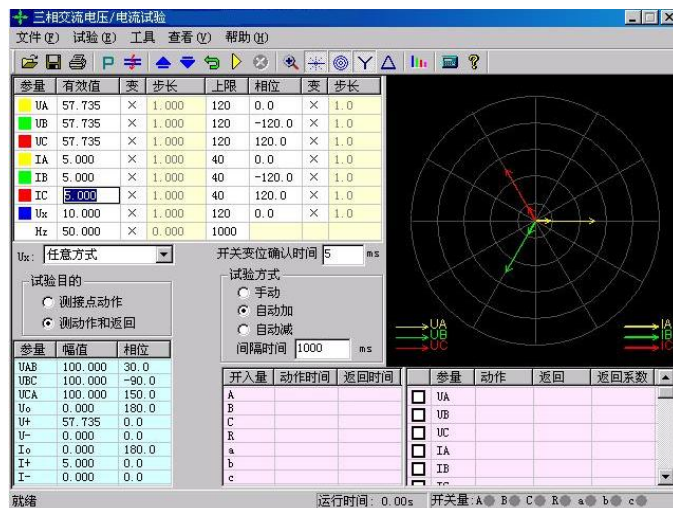 三相交流电压/电流试验
文件(F) 试验(E) 工具 查看(V) 帮助(H)
P Y
参量 有效值 变 步长 上限 相位 变 步长
UA 57.735 × 1.000 120 0.0 × 1.0
UB 57.735 × 1.000 120 -120.0 × 1.0
UC 57.735 × 1.000 120 120.0 × 1.0
IA 5.000 × 1.000 40 0.0 × 1.0
IB 5.000 × 1.000 40 -120.0 × 1.0
IC 5.000 × 1.000 40 120.0 × 1.0
Ux 10.000 × 1.000 120 0.0 × 1.0
Hz 50.000 × 0.000 1000
Ux: 任意方式
开关变位确认时间 5 ms
试验目的
测接点动作
测动作和返回
试验方式
手动
自动加
自动减
间隔时间 1000 ms
UA IA
UB IB
UC IC
参量 幅值 相位
UAB 100.000 30.0
UBC 100.000 -90.0
UCA 100.000 150.0
Uo 0.000 180.0
U+ 57.735 0.0
U- 0.000 0.0
Io 0.000 180.0
I+ 5.000 0.0
I- 0.000 0.0
开入量 动作时间 返回时间
A
B
C
R
a
b
c
参量 动作 返回 返回系数
UA
UB
UC
IA
IB
IC
就绪
运行时间: 0.00s
开关量:A B C R a b c